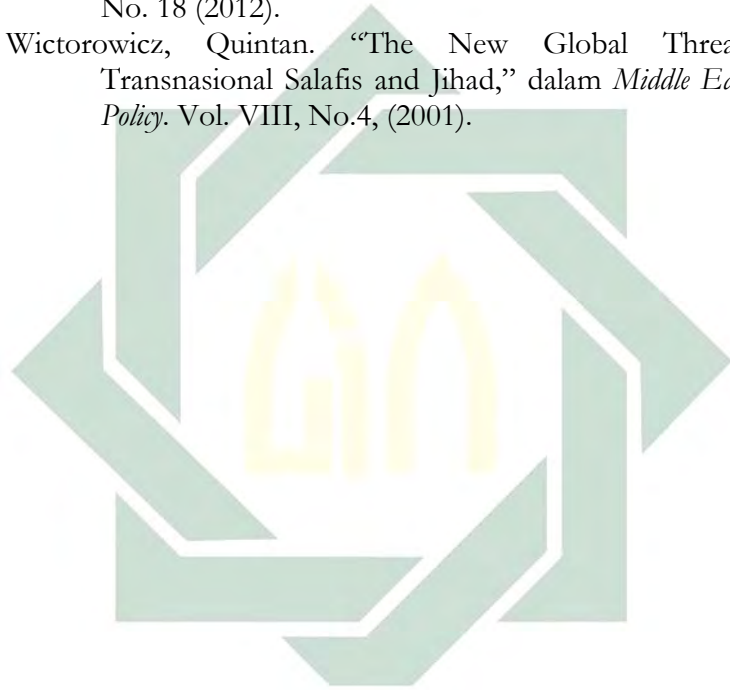 No. 18 (2012).
Wictorowicz, Quintan. “The New Global Threa
Transnasional Salafis and Jihad,” dalam Middle Ea
Policy. Vol. VIII, No.4, (2001).
uin